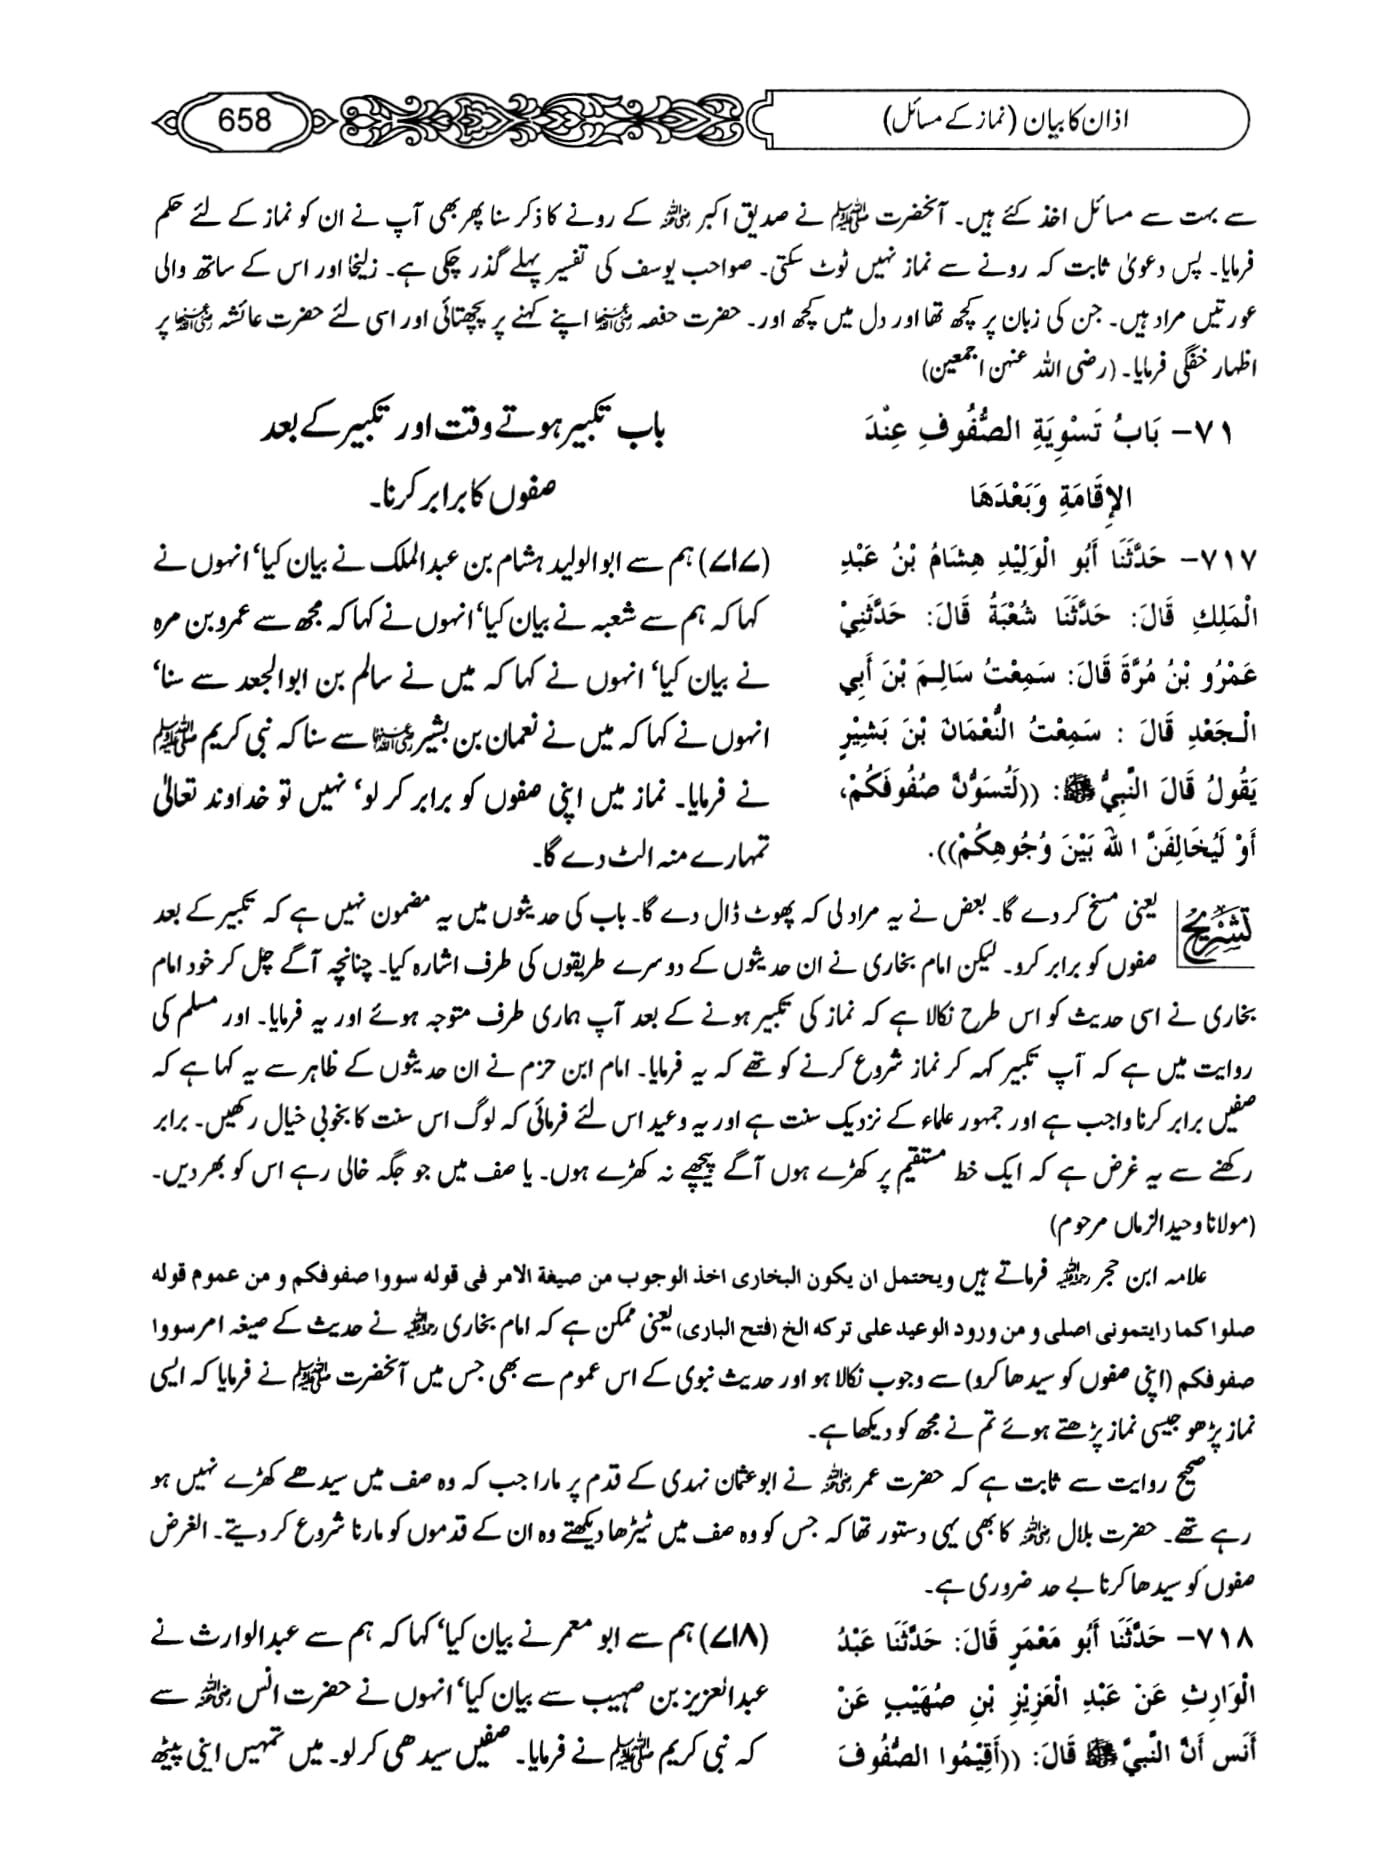 658
اذان کا بیان (نماز کے مسائل)
سے بہت سے مسائل اخذ کئے ہیں۔ آنحضرت ﷺ نے صدیق اکبر رضی اللہ عنہ کے رونے کا ذکر سنا پھر بھی آپ نے ان کو نماز کے لئے حکم
فرمایا۔ پس دعویٰ ثابت کہ رونے سے نماز نہیں ٹوٹ سکتی۔ صواحب یوسف کی تفسیر پہلے گذر چکی ہے۔ زلیخا اور اس کے ساتھ والی
عورتیں مراد ہیں۔ جن کی زبان پر کچھ تھا اور دل میں کچھ اور۔ حضرت حفصہ رضی اللہ عنہا اپنے کہنے پر پچھتائی اور اسی لئے حضرت عائشہ رضی اللہ عنہا پر
اظہار خفگی فرمایا۔ (رضی اللہ عنہن اجمعین)
٧١- بَابُ تَسْوِيَةِ الصُّفُوفِ عِنْدَ
الإِقَامَةِ وَبَعْدَهَا
باب تکبیر ہوتے وقت اور تکبیر کے بعد
صفوں کا برابر کرنا۔
٧١٧- حَدَّثَنَا أَبُو الْوَلِيْدِ هِشَامُ بْنُ عَبْدِ
الْمَلِكِ قَالَ: حَدَّثَنَا شُعْبَةُ قَالَ: حَدَّثَنِيْ
عَمْرُو بْنُ مُرَّةَ قَالَ: سَمِعْتُ سَالِمَ بْنَ أَبِي
الْجَعْدِ قَالَ : سَمِعْتُ النُّعْمَانَ بْنَ بَشِيْرٍ
يَقُولُ قَالَ النَّبِيُّ ﷺ: ((لَتُسَوُّنَّ صُفُوفَكُمْ،
أَوْ لَيُخَالِفَنَّ اللهُ بَيْنَ وُجُوهِكُمْ)).
(۷۱۷) ہم سے ابوالولید ہشام بن عبدالملک نے بیان کیا‘ انہوں نے
کہا کہ ہم سے شعبہ نے بیان کیا‘ انہوں نے کہا کہ مجھ سے عمرو بن مرہ
نے بیان کیا‘ انہوں نے کہا کہ میں نے سالم بن ابوالجعد سے سنا‘
انہوں نے کہا کہ میں نے نعمان بن بشیر رضی اللہ عنہما سے سنا کہ نبی کریم ﷺ
نے فرمایا۔ نماز میں اپنی صفوں کو برابر کر لو‘ نہیں تو خداوند تعالیٰ
تمہارے منہ الٹ دے گا۔
تشریح
یعنی مسخ کر دے گا۔ بعض نے یہ مراد لی کہ پھوٹ ڈال دے گا۔ باب کی حدیثوں میں یہ مضمون نہیں ہے کہ تکبیر کے بعد
صفوں کو برابر کرو۔ لیکن امام بخاری نے ان حدیثوں کے دوسرے طریقوں کی طرف اشارہ کیا۔ چنانچہ آگے چل کر خود امام
بخاری نے اسی حدیث کو اس طرح نکالا ہے کہ نماز کی تکبیر ہونے کے بعد آپ ہماری طرف متوجہ ہوئے اور یہ فرمایا۔ اور مسلم کی
روایت میں ہے کہ آپ تکبیر کہہ کر نماز شروع کرنے کو تھے کہ یہ فرمایا۔ امام ابن حزم نے ان حدیثوں کے ظاہر سے یہ کہا ہے کہ
صفیں برابر کرنا واجب ہے اور جمہور علماء کے نزدیک سنت ہے اور یہ وعید اس لئے فرمائی کہ لوگ اس سنت کا بخوبی خیال رکھیں۔ برابر
رکھنے سے یہ غرض ہے کہ ایک خط مستقیم پر کھڑے ہوں آگے پیچھے نہ کھڑے ہوں۔ یا صف میں جو جگہ خالی رہے اس کو بھر دیں۔
(مولانا وحیدالزماں مرحوم)
علامہ ابن حجر رحمۃ اللہ علیہ فرماتے ہیں ویحتمل ان یکون البخاری اخذ الوجوب من صیغة الامر فی قوله سووا صفوفکم و من عموم قوله
صلوا کما رایتمونی اصلی و من ورود الوعید علی ترکه الخ (فتح الباری) یعنی ممکن ہے کہ امام بخاری رحمۃ اللہ علیہ نے حدیث کے صیغہ امر سووا
صفوفکم (اپنی صفوں کو سیدھا کرو) سے وجوب نکالا ہو اور حدیث نبوی کے اس عموم سے بھی جس میں آنحضرت ﷺ نے فرمایا کہ ایسی
نماز پڑھو جیسی نماز پڑھتے ہوئے تم نے مجھ کو دیکھا ہے۔
صحیح روایت سے ثابت ہے کہ حضرت عمر رضی اللہ عنہ نے ابوعثمان نہدی کے قدم پر مارا جب کہ وہ صف میں سیدھے کھڑے نہیں ہو
رہے تھے۔ حضرت بلال رضی اللہ عنہ کا بھی یہی دستور تھا کہ جس کو وہ صف میں ٹیڑھا دیکھتے وہ ان کے قدموں کو مارنا شروع کر دیتے۔ الغرض
صفوں کو سیدھا کرنا بے حد ضروری ہے۔
٧١٨- حَدَّثَنَا أَبُو مَعْمَرٍ قَالَ: حَدَّثَنَا عَبْدُ
الْوَارِثِ عَنْ عَبْدِ الْعَزِيْزِ بْنِ صُهَيْبٍ عَنْ
أَنَسٍ أَنَّ النَّبِيَّ ﷺ قَالَ: ((أَقِيْمُوا الصُّفُوفَ
(۷۱۸) ہم سے ابو معمر نے بیان کیا‘ کہا کہ ہم سے عبدالوارث نے
عبدالعزیز بن صہیب سے بیان کیا‘ انہوں نے حضرت انس رضی اللہ عنہ سے
کہ نبی کریم ﷺ نے فرمایا۔ صفیں سیدھی کر لو۔ میں تمہیں اپنی پیٹھ